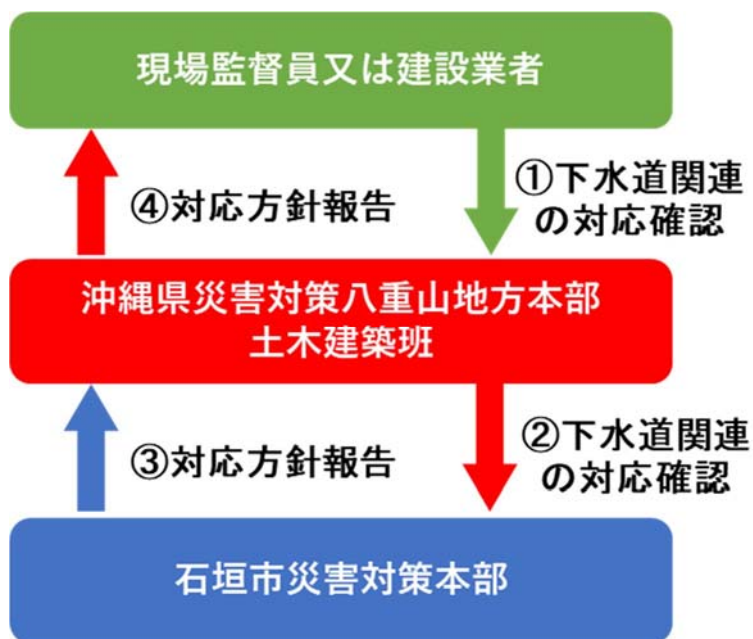 現場監督員又は建設業者
④対応方針報告
①下水道関連
の対応確認
沖縄県災害対策八重山地方本部
土木建築班
③対応方針報告
②下水道関連
の対応確認
石垣市災害対策本部